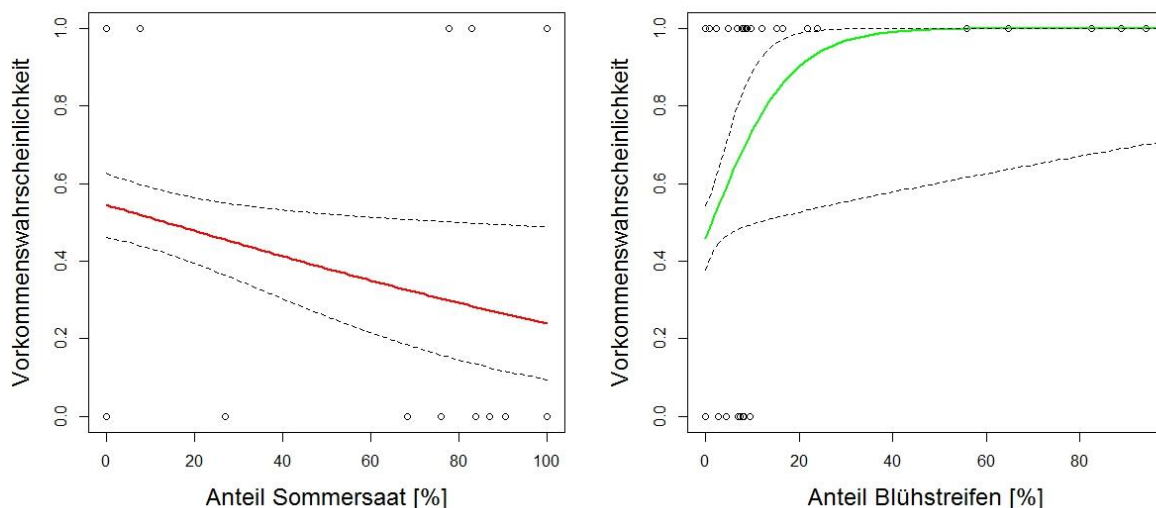 Vorkommenswahrscheinlichkeit
1.0
0.8
0.6
0.4
0.2
0.0
0 20 40 60 80 100
Anteil Sommersaat [%]
Vorkommenswahrscheinlichkeit
1.0
0.8
0.6
0.4
0.2
0.0
0 20 40 60 80
Anteil Blühstreifen [%]